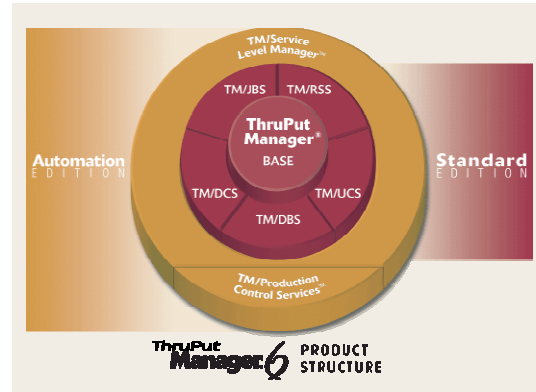 TM/Service
Level Manager™
TM/JBS
TM/RSS
ThruPut
Manager®
BASE
Automation
EDITION
Standard
EDITION
TM/DCS
TM/UCS
TM/DBS
TM/Production
Control Services™
ThruPut
Manager 6
PRODUCT
STRUCTURE